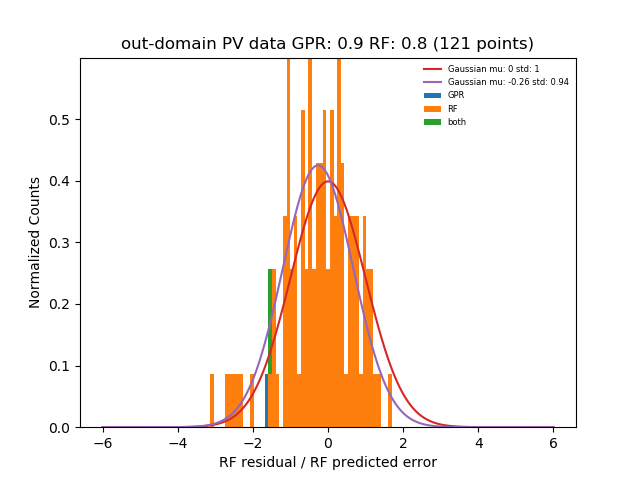 out-domain PV data GPR: 0.9 RF: 0.8 (121 points)
Gaussian mu: 0 std: 1
Gaussian mu: -0.26 std: 0.94
GPR
RF
both
Normalized Counts
0.5
0.4
0.3
0.2
0.1
0.0
−6 −4 −2 0 2 4 6
RF residual / RF predicted error